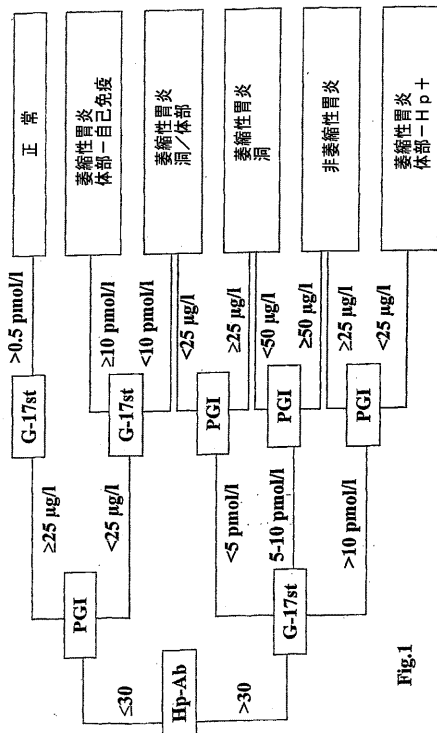 Hp-Ab
≤30
>30
PGI
≥25 µg/l
<25 µg/l
G-17st
>0.5 pmol/l
正常
G-17st
≥10 pmol/l
<10 pmol/l
萎縮性胃炎
体部－自己免疫
萎縮性胃炎
洞／体部
G-17st
<5 pmol/l
5-10 pmol/l
>10 pmol/l
PGI
<25 µg/l
≥25 µg/l
萎縮性胃炎
洞
PGI
<50 µg/l
≥50 µg/l
非萎縮性胃炎
PGI
≥25 µg/l
<25 µg/l
萎縮性胃炎
体部－Hp+
Fig.1